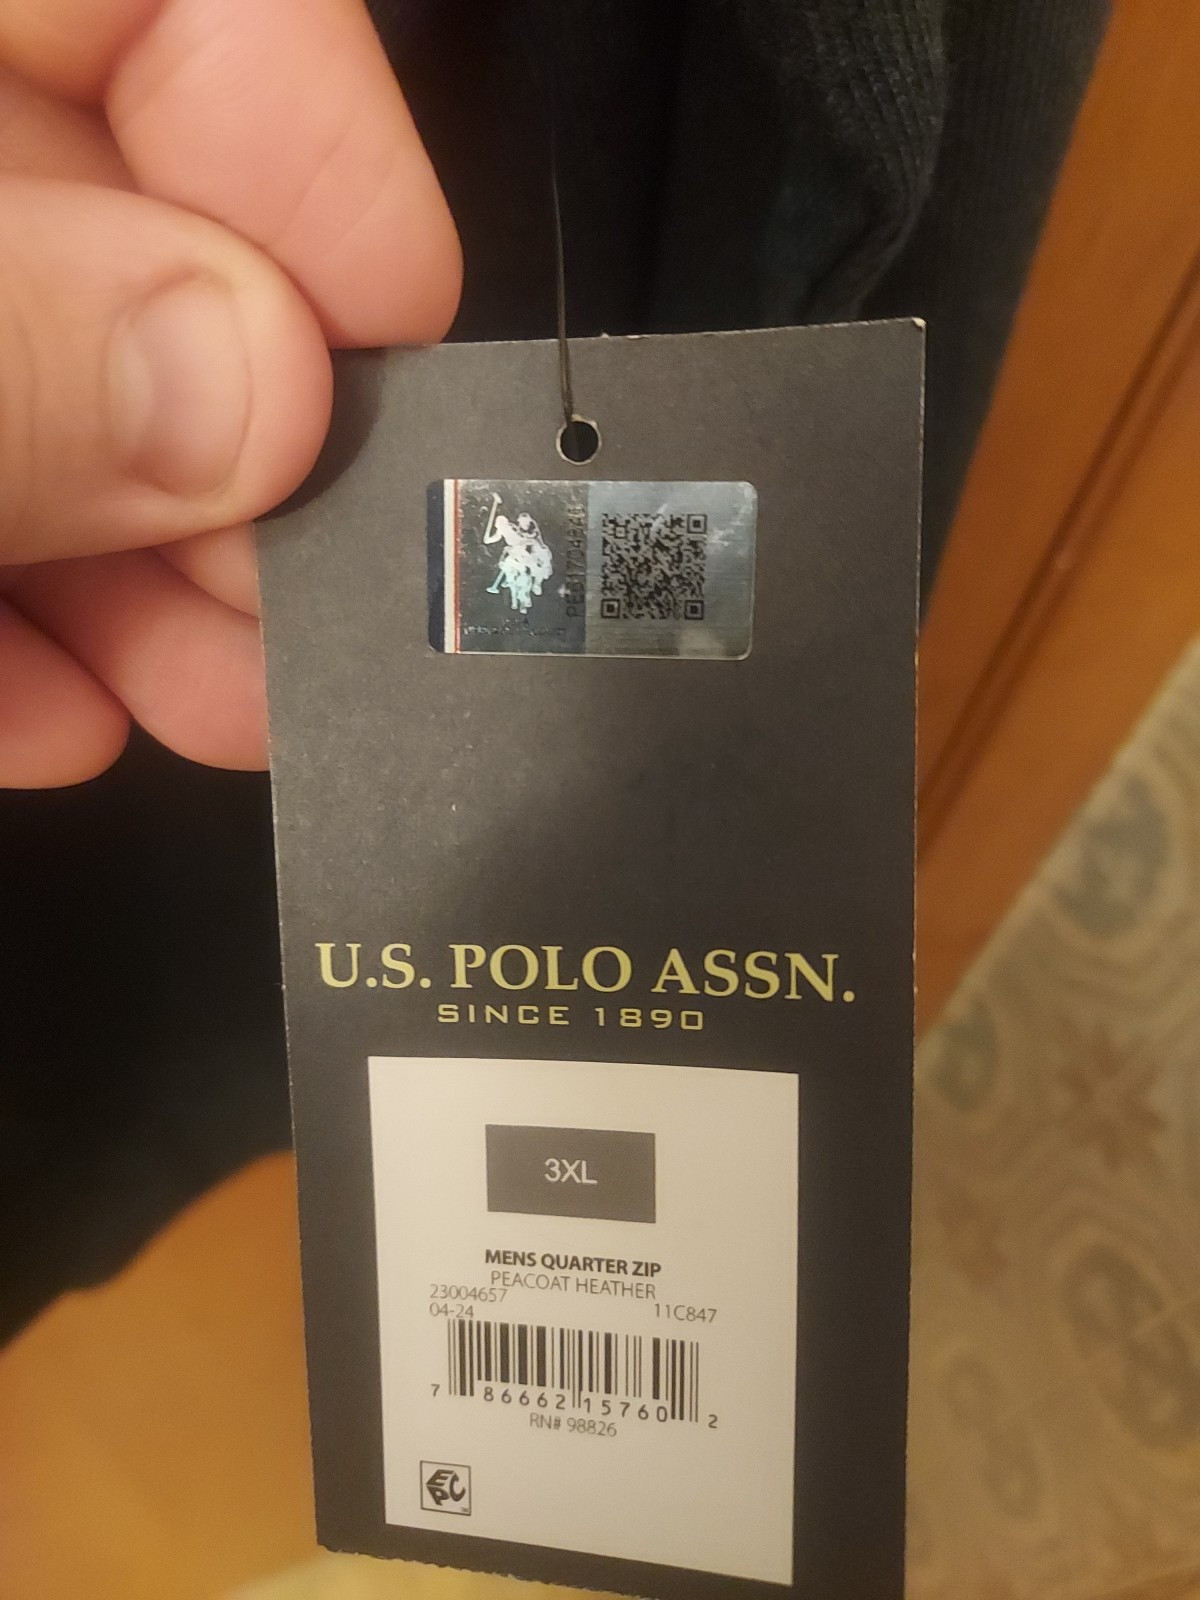 U.S. POLO ASSN.
SINCE 1890
3XL
MENS QUARTER ZIP
PEACOAT HEATHER
23004657
04-24 11C847
7 86662 15760 2
RN# 98826
EPC